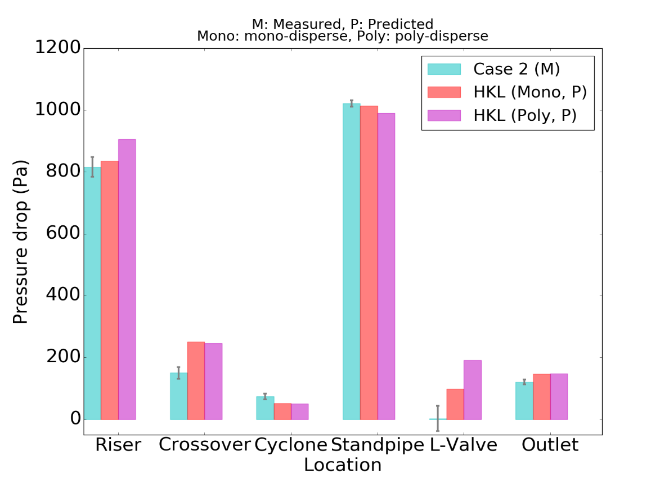 M: Measured, P: Predicted
Mono: mono-disperse, Poly: poly-disperse
1200
1000
800
600
400
200
0
Pressure drop (Pa)
Case 2 (M)
HKL (Mono, P)
HKL (Poly, P)
Riser Crossover Cyclone Standpipe L-Valve Outlet
Location